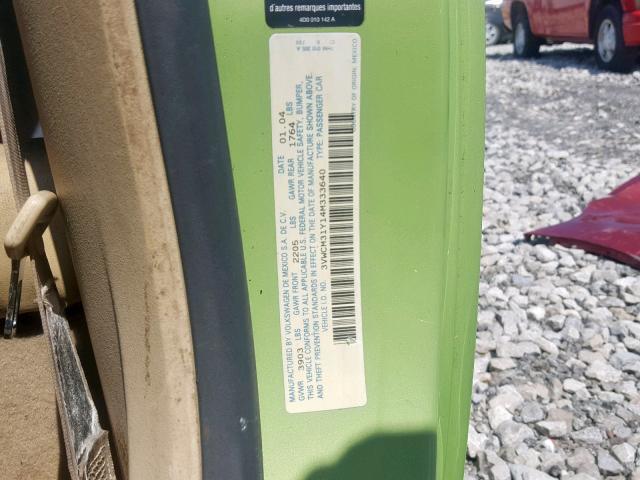 d'autres remarques importantes
4D0 010 142 A
MANUFACTURED BY VOLKSWAGEN DE MEXICO S.A. DE C.V. DATE 01.04
GVWR 3903 LBS GAWR FRONT 2205 LBS GAWR REAR 1764 LBS
THIS VEHICLE CONFORMS TO ALL APPLICABLE U.S. FEDERAL MOTOR VEHICLE SAFETY, BUMPER,
AND THEFT PREVENTION STANDARDS IN EFFECT ON THE DATE OF MANUFACTURE SHOWN ABOVE.
VEHICLE I.D. NO. 3VWCM31Y14M333640 TYPE: PASSENGER CAR
COUNTRY OF ORIGIN: MEXICO